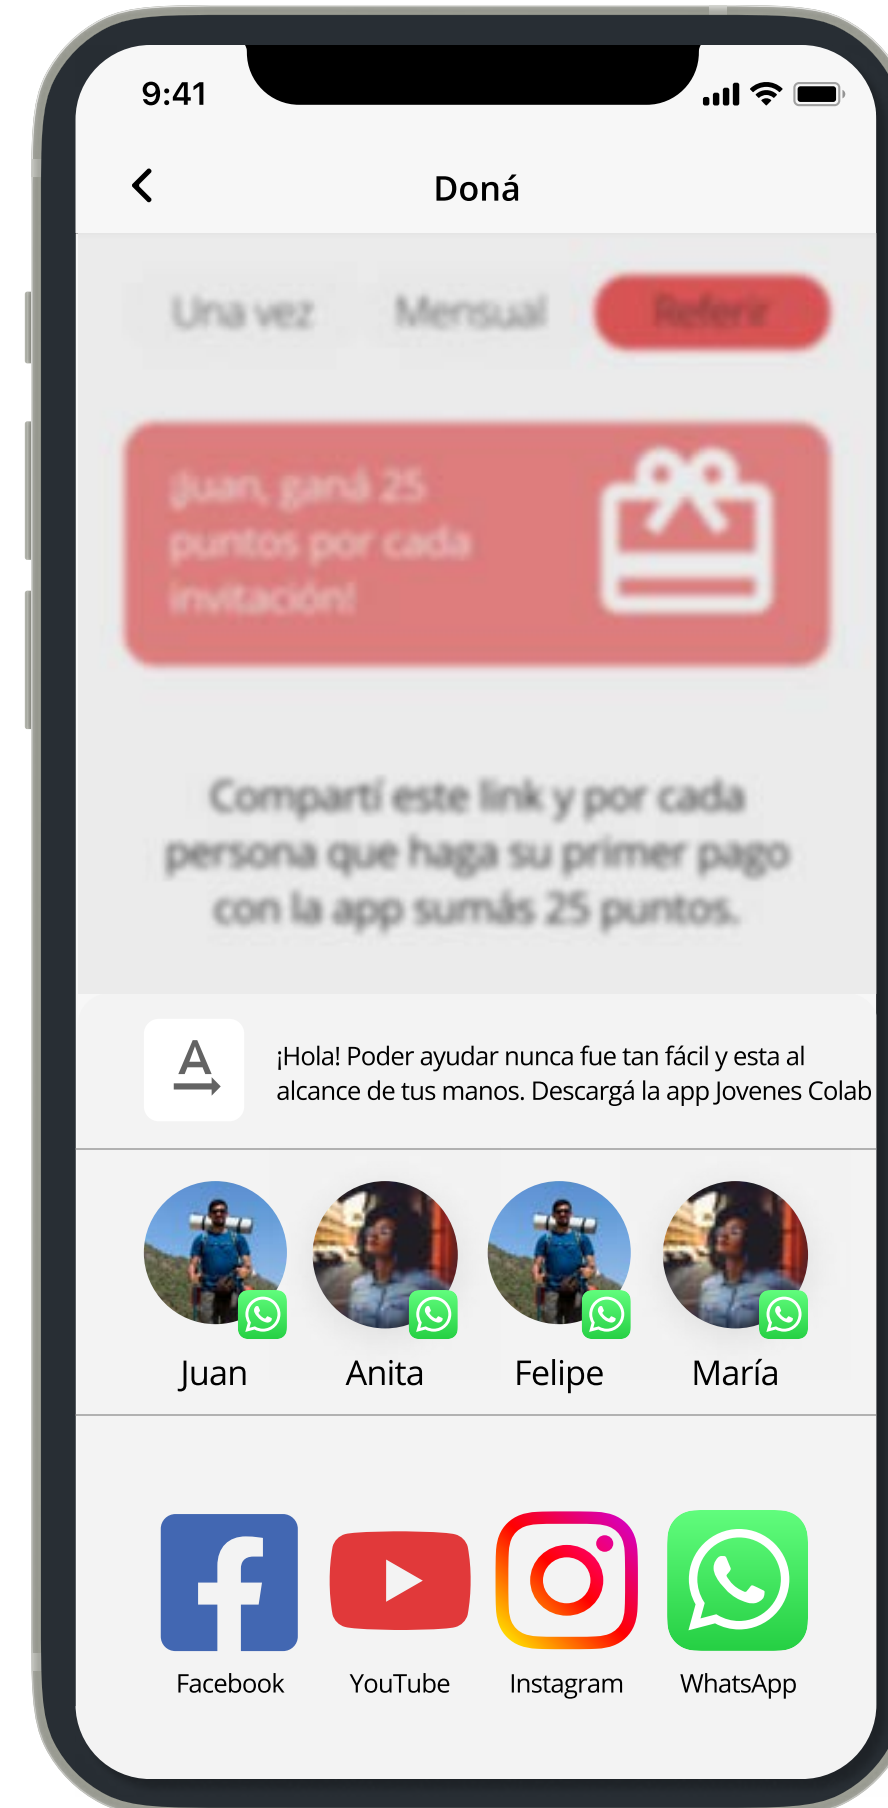 9:41
Doná
Una vez
Mensual
Referir
¡Juan, ganá 25
puntos por cada
invitación!
Compartí este link y por cada
persona que haga su primer pago
con la app sumás 25 puntos.
A
¡Hola! Poder ayudar nunca fue tan fácil y esta al
alcance de tus manos. Descargá la app Jovenes Colab
Juan
Anita
Felipe
María
Facebook
YouTube
Instagram
WhatsApp